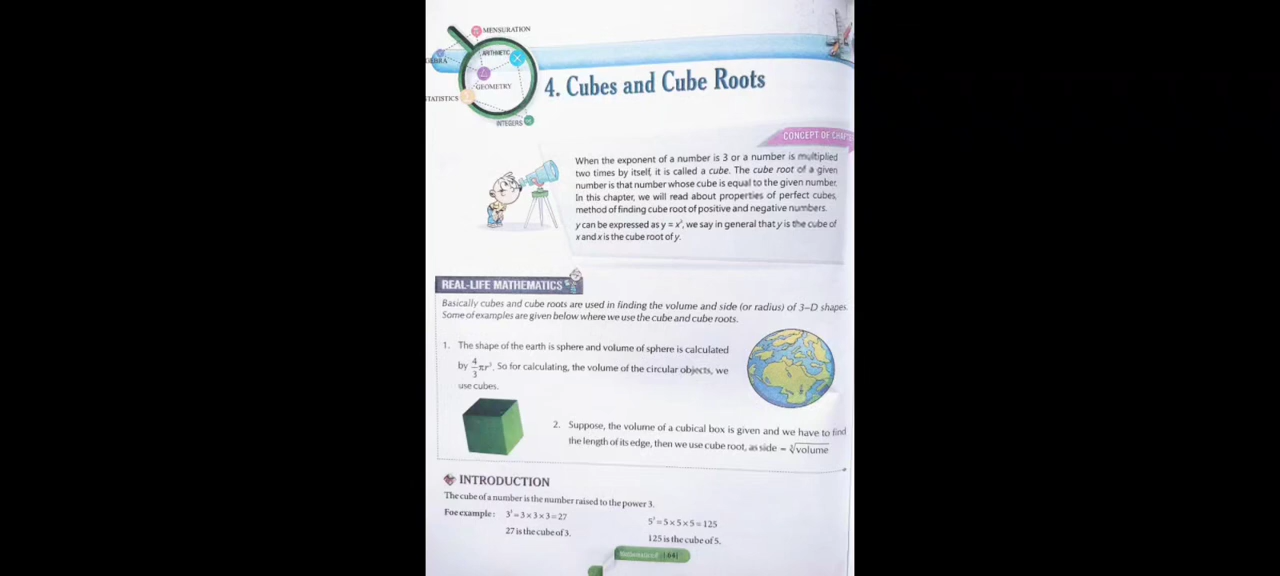 MENSURATION
ARITHMETIC
GEBRA
GEOMETRY
TATISTICS
INTEGERS
4. Cubes and Cube Roots
CONCEPT OF CHAP
When the exponent of a number is 3 or a number is multiplied
two times by itself, it is called a cube. The cube root of a given
number is that number whose cube is equal to the given number.
In this chapter, we will read about properties of perfect cubes,
method of finding cube root of positive and negative numbers.
y can be expressed as y = x³, we say in general that y is the cube of
x and x is the cube root of y.
REAL-LIFE MATHEMATICS
Basically cubes and cube roots are used in finding the volume and side (or radius) of 3–D shapes.
Some of examples are given below where we use the cube and cube roots.
1. The shape of the earth is sphere and volume of sphere is calculated
by 4/3 πr³. So for calculating, the volume of the circular objects, we
use cubes.
2. Suppose, the volume of a cubical box is given and we have to find
the length of its edge, then we use cube root, as side = ∛volume
INTRODUCTION
The cube of a number is the number raised to the power 3.
Foe example : 3³ = 3 × 3 × 3 = 27
5³ = 5 × 5 × 5 = 125
27 is the cube of 3.
125 is the cube of 5.
(64)